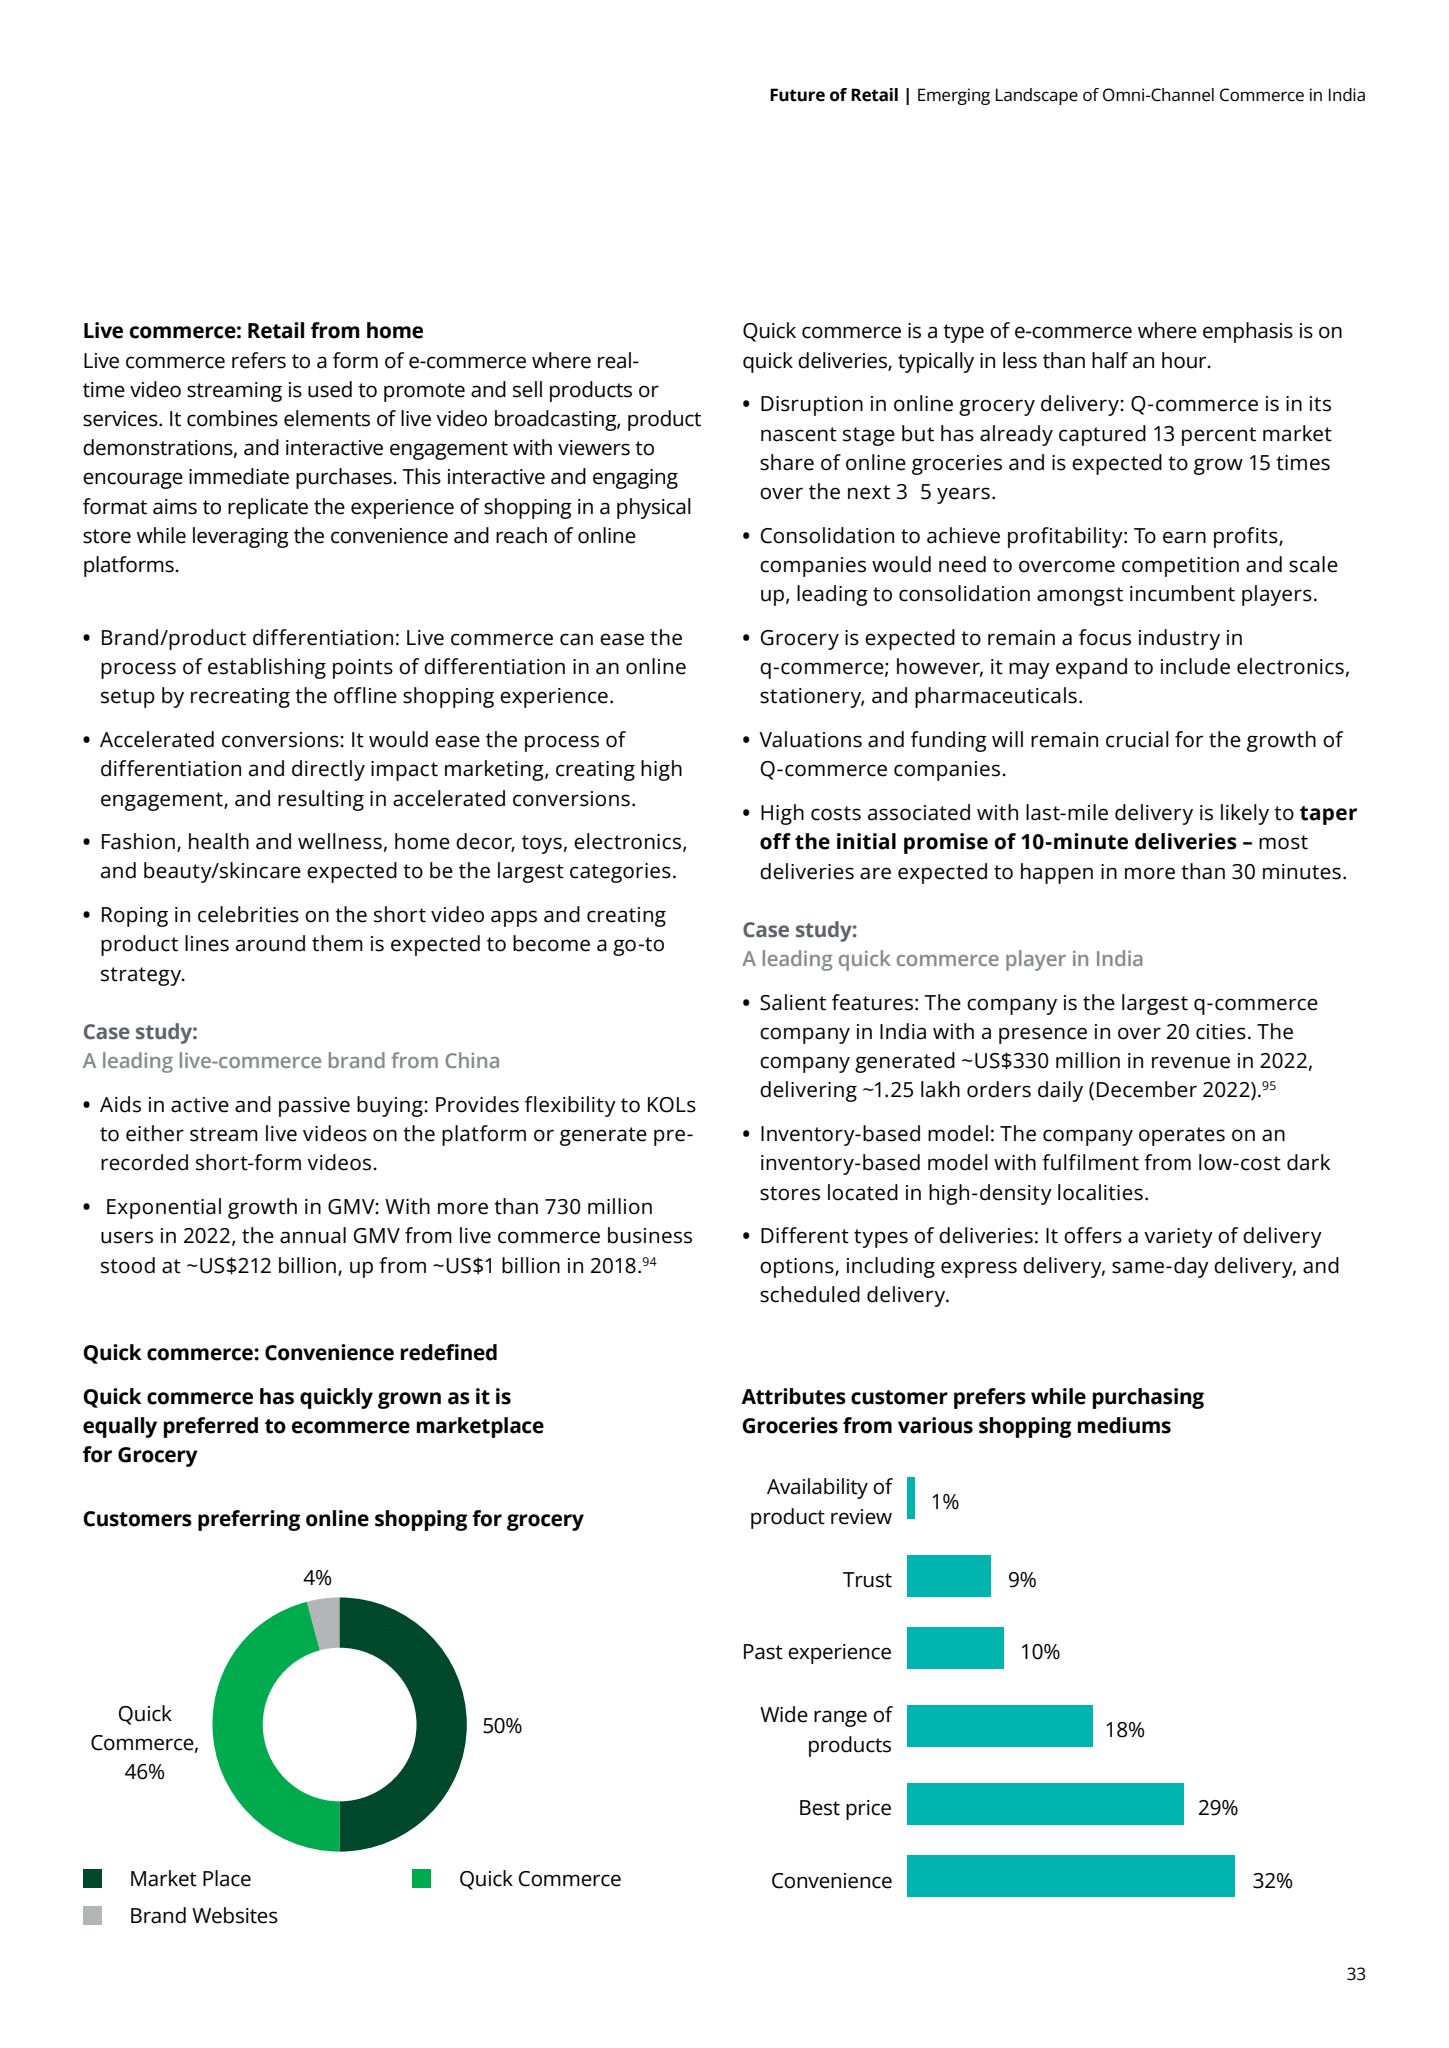 Future of Retail | Emerging Landscape of Omni-Channel Commerce in India
Live commerce: Retail from home
Live commerce refers to a form of e-commerce where real-
time video streaming is used to promote and sell products or
services. It combines elements of live video broadcasting, product
demonstrations, and interactive engagement with viewers to
encourage immediate purchases. This interactive and engaging
format aims to replicate the experience of shopping in a physical
store while leveraging the convenience and reach of online
platforms.
• Brand/product differentiation: Live commerce can ease the
process of establishing points of differentiation in an online
setup by recreating the offline shopping experience.
• Accelerated conversions: It would ease the process of
differentiation and directly impact marketing, creating high
engagement, and resulting in accelerated conversions.
• Fashion, health and wellness, home decor, toys, electronics,
and beauty/skincare expected to be the largest categories.
• Roping in celebrities on the short video apps and creating
product lines around them is expected to become a go-to
strategy.
Case study:
A leading live-commerce brand from China
• Aids in active and passive buying: Provides flexibility to KOLs
to either stream live videos on the platform or generate pre-
recorded short-form videos.
• Exponential growth in GMV: With more than 730 million
users in 2022, the annual GMV from live commerce business
stood at ~US$212 billion, up from ~US$1 billion in 2018.94
Quick commerce is a type of e-commerce where emphasis is on
quick deliveries, typically in less than half an hour.
• Disruption in online grocery delivery: Q-commerce is in its
nascent stage but has already captured 13 percent market
share of online groceries and is expected to grow 15 times
over the next 3 5 years.
• Consolidation to achieve profitability: To earn profits,
companies would need to overcome competition and scale
up, leading to consolidation amongst incumbent players.
• Grocery is expected to remain a focus industry in
q-commerce; however, it may expand to include electronics,
stationery, and pharmaceuticals.
• Valuations and funding will remain crucial for the growth of
Q-commerce companies.
• High costs associated with last-mile delivery is likely to taper
off the initial promise of 10-minute deliveries – most
deliveries are expected to happen in more than 30 minutes.
Case study:
A leading quick commerce player in India
• Salient features: The company is the largest q-commerce
company in India with a presence in over 20 cities. The
company generated ~US$330 million in revenue in 2022,
delivering ~1.25 lakh orders daily (December 2022).95
• Inventory-based model: The company operates on an
inventory-based model with fulfilment from low-cost dark
stores located in high-density localities.
• Different types of deliveries: It offers a variety of delivery
options, including express delivery, same-day delivery, and
scheduled delivery.
Quick commerce: Convenience redefined
Quick commerce has quickly grown as it is
equally preferred to ecommerce marketplace
for Grocery
Customers preferring online shopping for grocery
4%
Quick
Commerce,
46%
50%
Market Place
Quick Commerce
Brand Websites
Attributes customer prefers while purchasing
Groceries from various shopping mediums
Availability of
product review
1%
Trust
9%
Past experience
10%
Wide range of
products
18%
Best price
29%
Convenience
32%
33